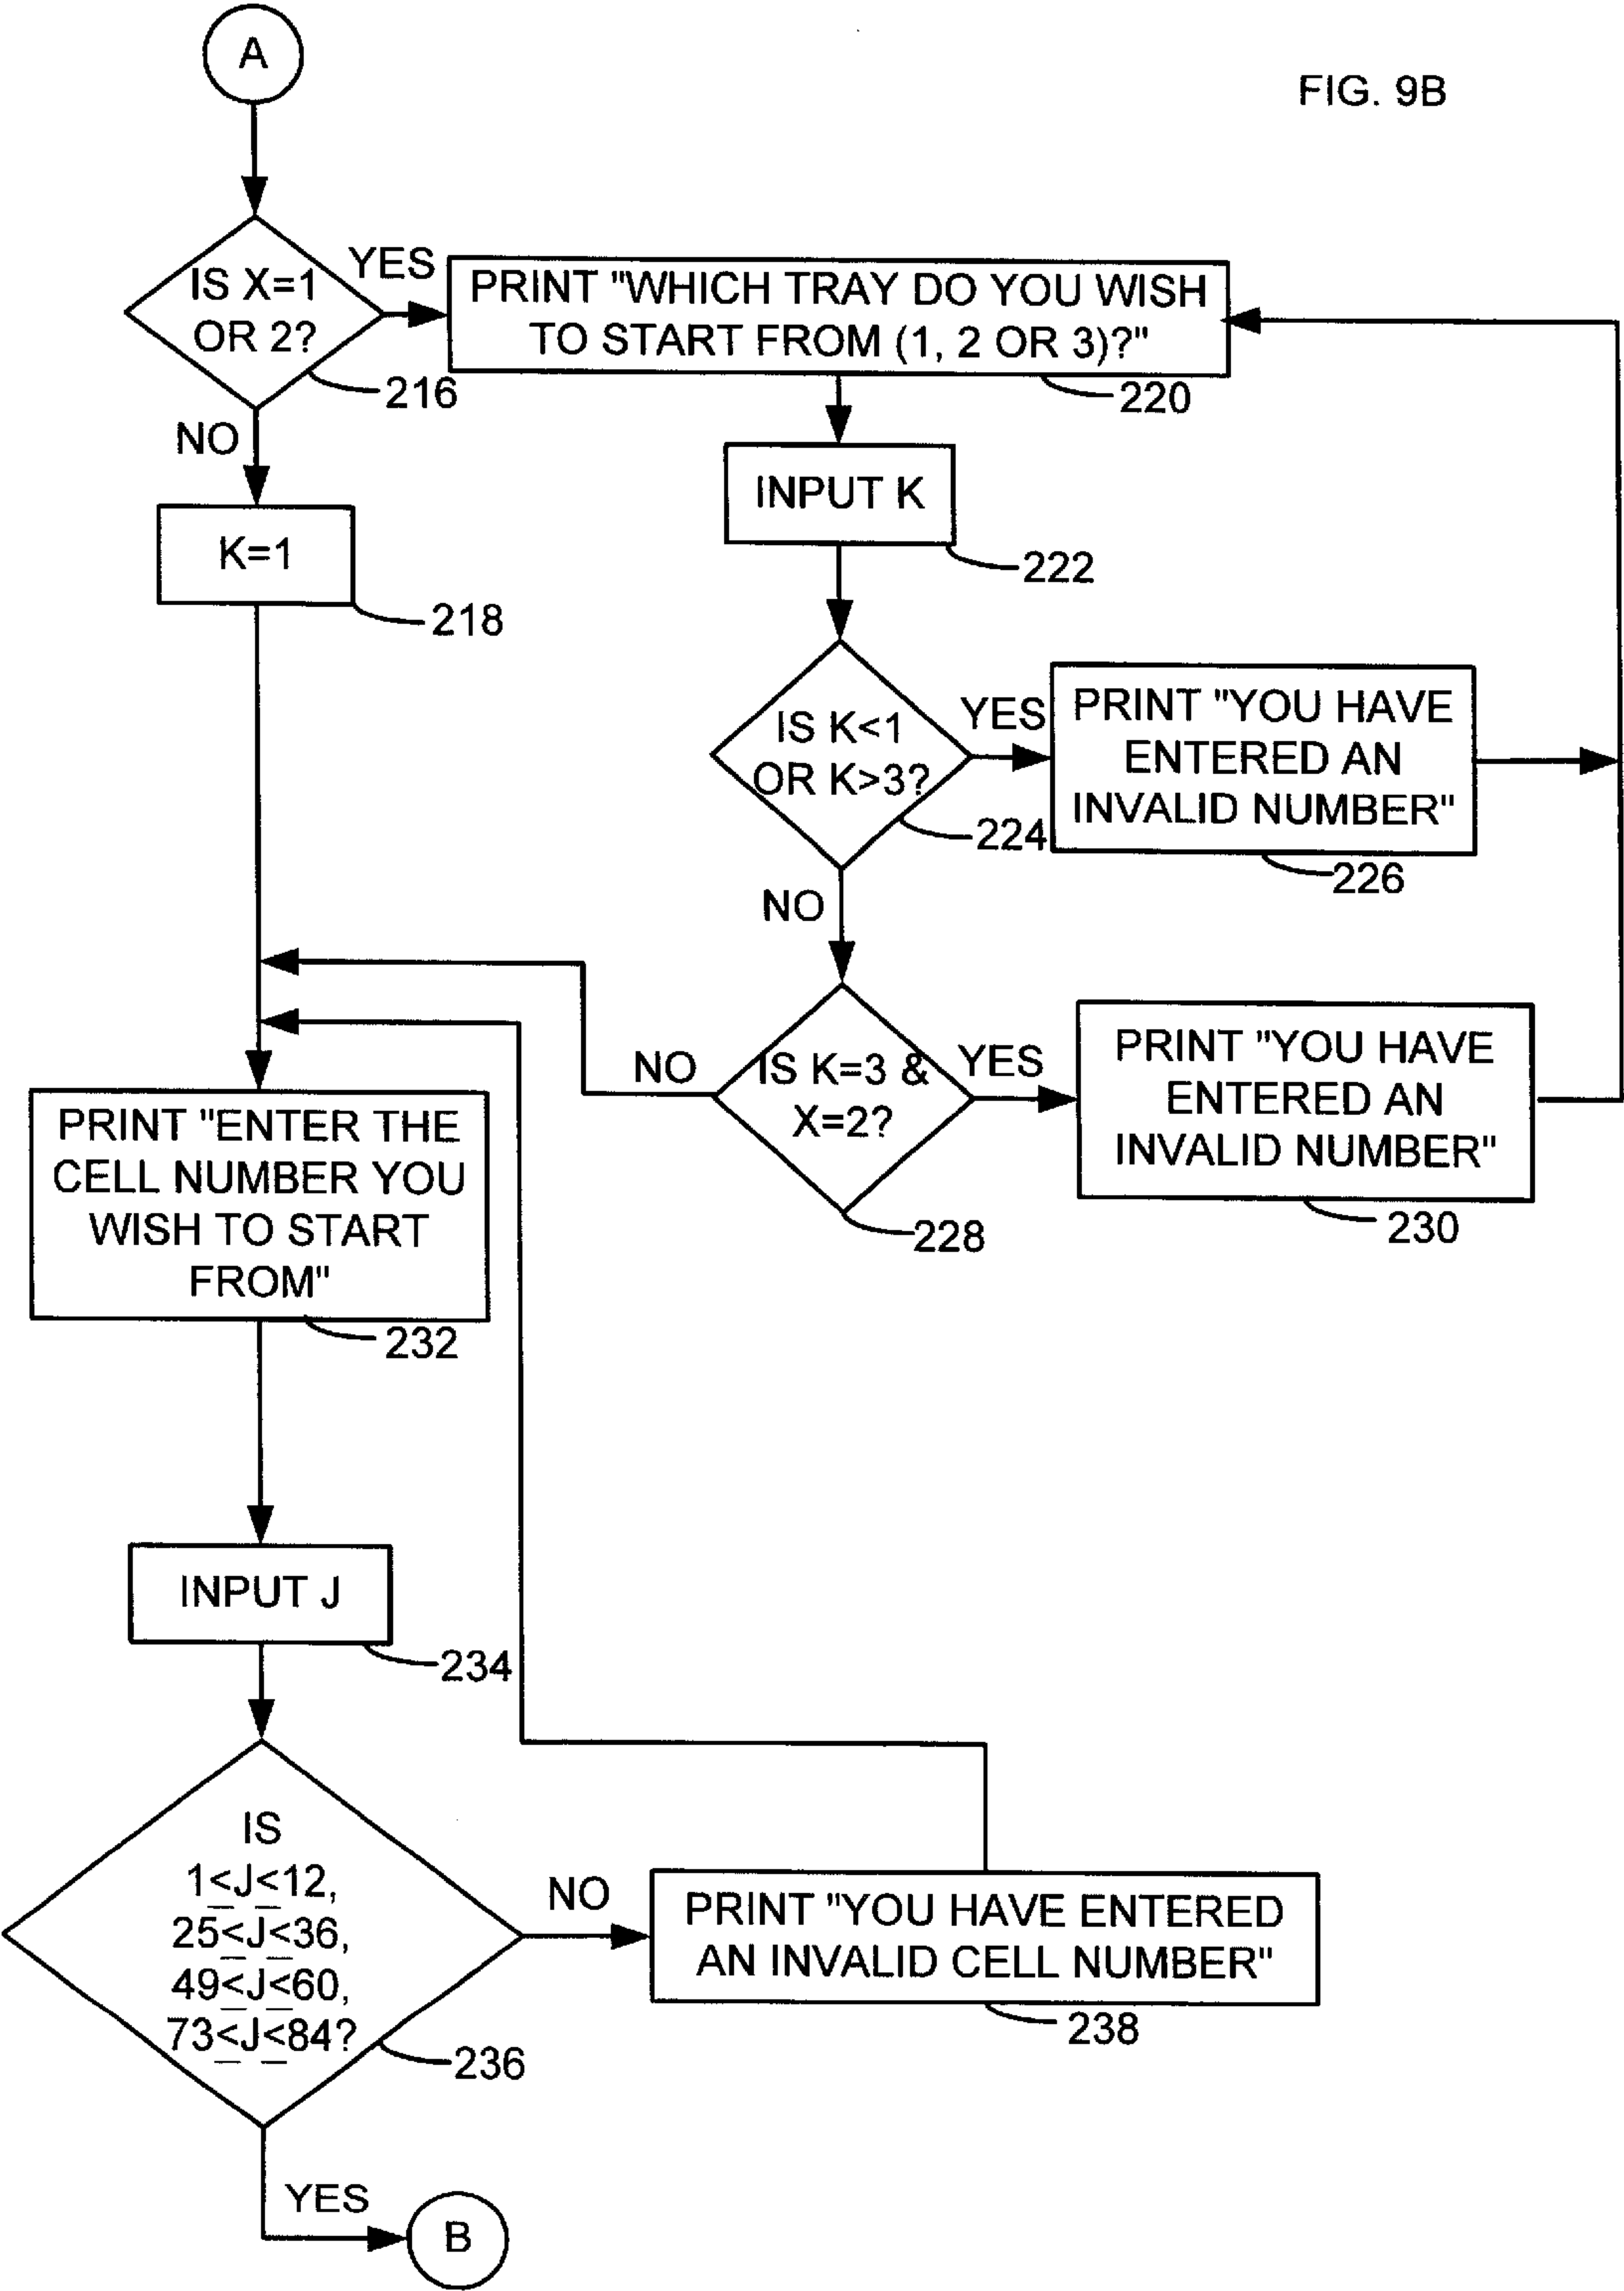 A
FIG. 9B
IS X=1
OR 2?
216
YES
PRINT "WHICH TRAY DO YOU WISH
TO START FROM (1, 2 OR 3)?"
220
NO
K=1
218
INPUT K
222
IS K<1
OR K>3?
224
YES
PRINT "YOU HAVE
ENTERED AN
INVALID NUMBER"
226
NO
IS K=3 &
X=2?
228
NO
YES
PRINT "YOU HAVE
ENTERED AN
INVALID NUMBER"
230
PRINT "ENTER THE
CELL NUMBER YOU
WISH TO START
FROM"
232
INPUT J
234
IS
1≤J≤12,
25≤J≤36,
49≤J≤60,
73≤J≤84?
236
NO
PRINT "YOU HAVE ENTERED
AN INVALID CELL NUMBER"
238
YES
B